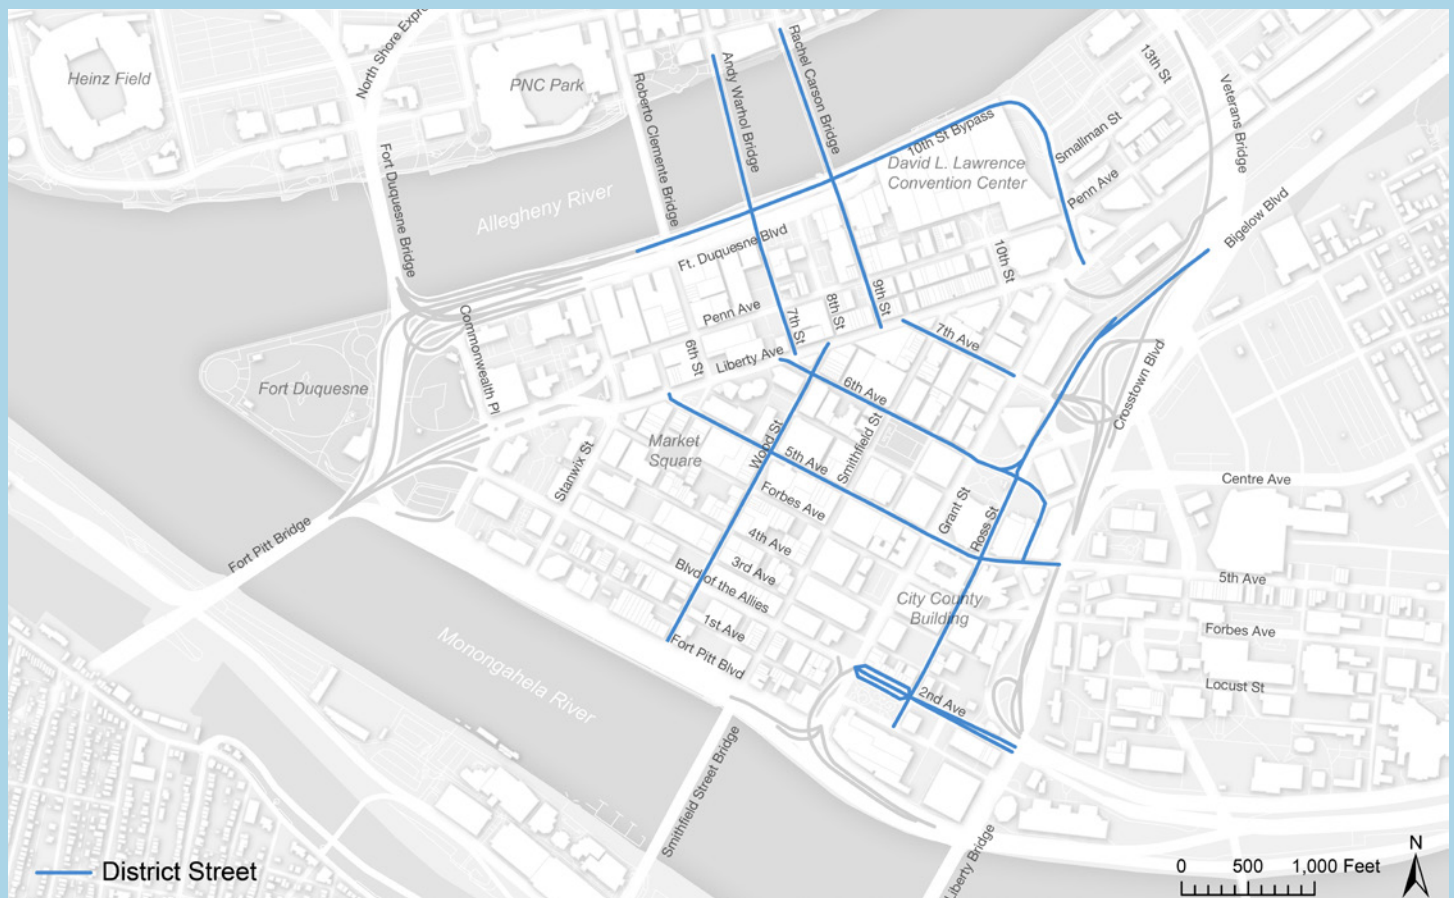 Heinz Field
North Shore Expr
PNC Park
Roberto Clemente Bridge
Andy Warhol Bridge
Rachel Carson Bridge
10th St Bypass
David L. Lawrence
Convention Center
13th St
Smallman St
Penn Ave
Veterans Bridge
Bigelow Blvd
Fort Duquesne Bridge
Allegheny River
Ft. Duquesne Blvd
10th St
9th St
8th St
7th St
Penn Ave
7th Ave
Commonwealth Pl
6th St
Liberty Ave
Crosstown Blvd
Fort Duquesne
6th Ave
Market
Square
Wood St
Smithfield St
5th Ave
Stanwix St
Forbes Ave
Grant St
Ross St
Centre Ave
4th Ave
3rd Ave
Fort Pitt Bridge
Blvd of the Allies
5th Ave
City County
Building
1st Ave
Forbes Ave
Monongahela River
Fort Pitt Blvd
Locust St
2nd Ave
Smithfield Street Bridge
Liberty Bridge
District Street
0 500 1,000 Feet
N